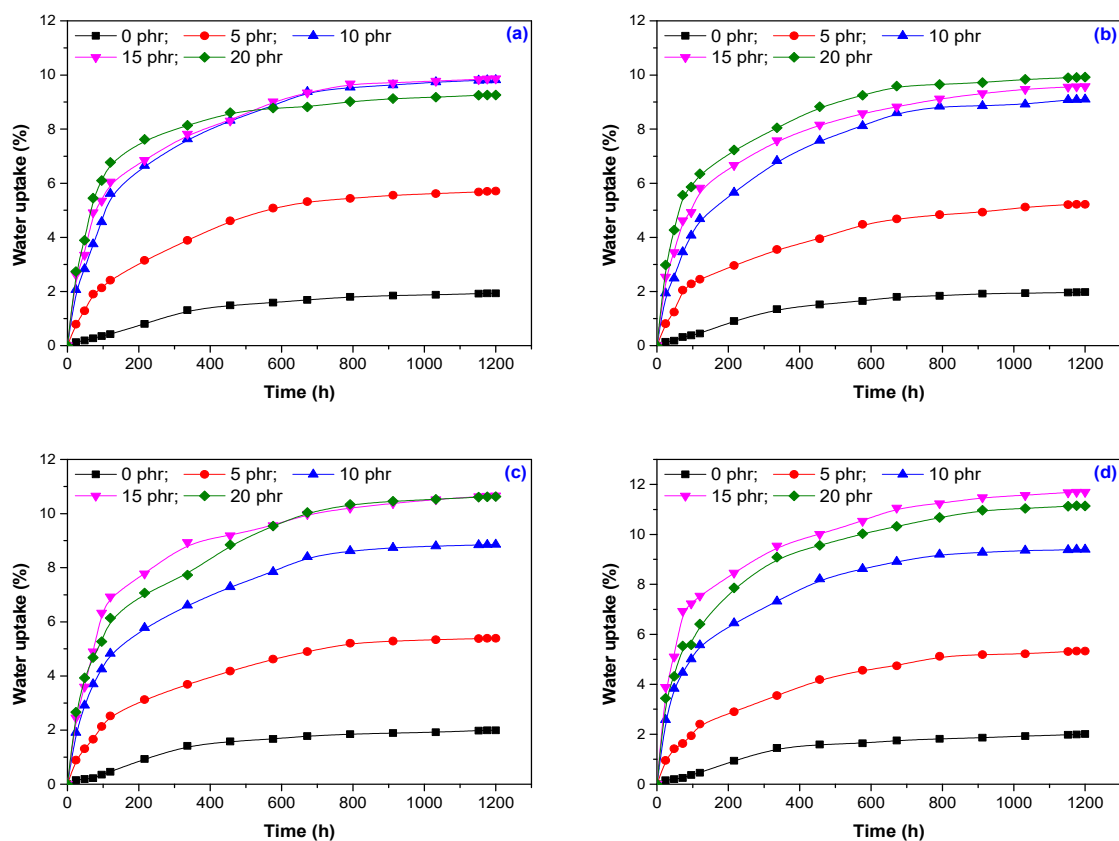 (a)
0 phr; 5 phr; 10 phr
15 phr; 20 phr
Water uptake (%)
12
10
8
6
4
2
0
0 200 400 600 800 1000 1200
Time (h)
(b)
0 phr; 5 phr; 10 phr
15 phr; 20 phr
Water uptake (%)
12
10
8
6
4
2
0
0 200 400 600 800 1000 1200
Time (h)
(c)
0 phr; 5 phr; 10 phr
15 phr; 20 phr
Water uptake (%)
12
10
8
6
4
2
0
0 200 400 600 800 1000 1200
Time (h)
(d)
0 phr; 5 phr; 10 phr
15 phr; 20 phr
Water uptake (%)
12
10
8
6
4
2
0
0 200 400 600 800 1000 1200
Time (h)